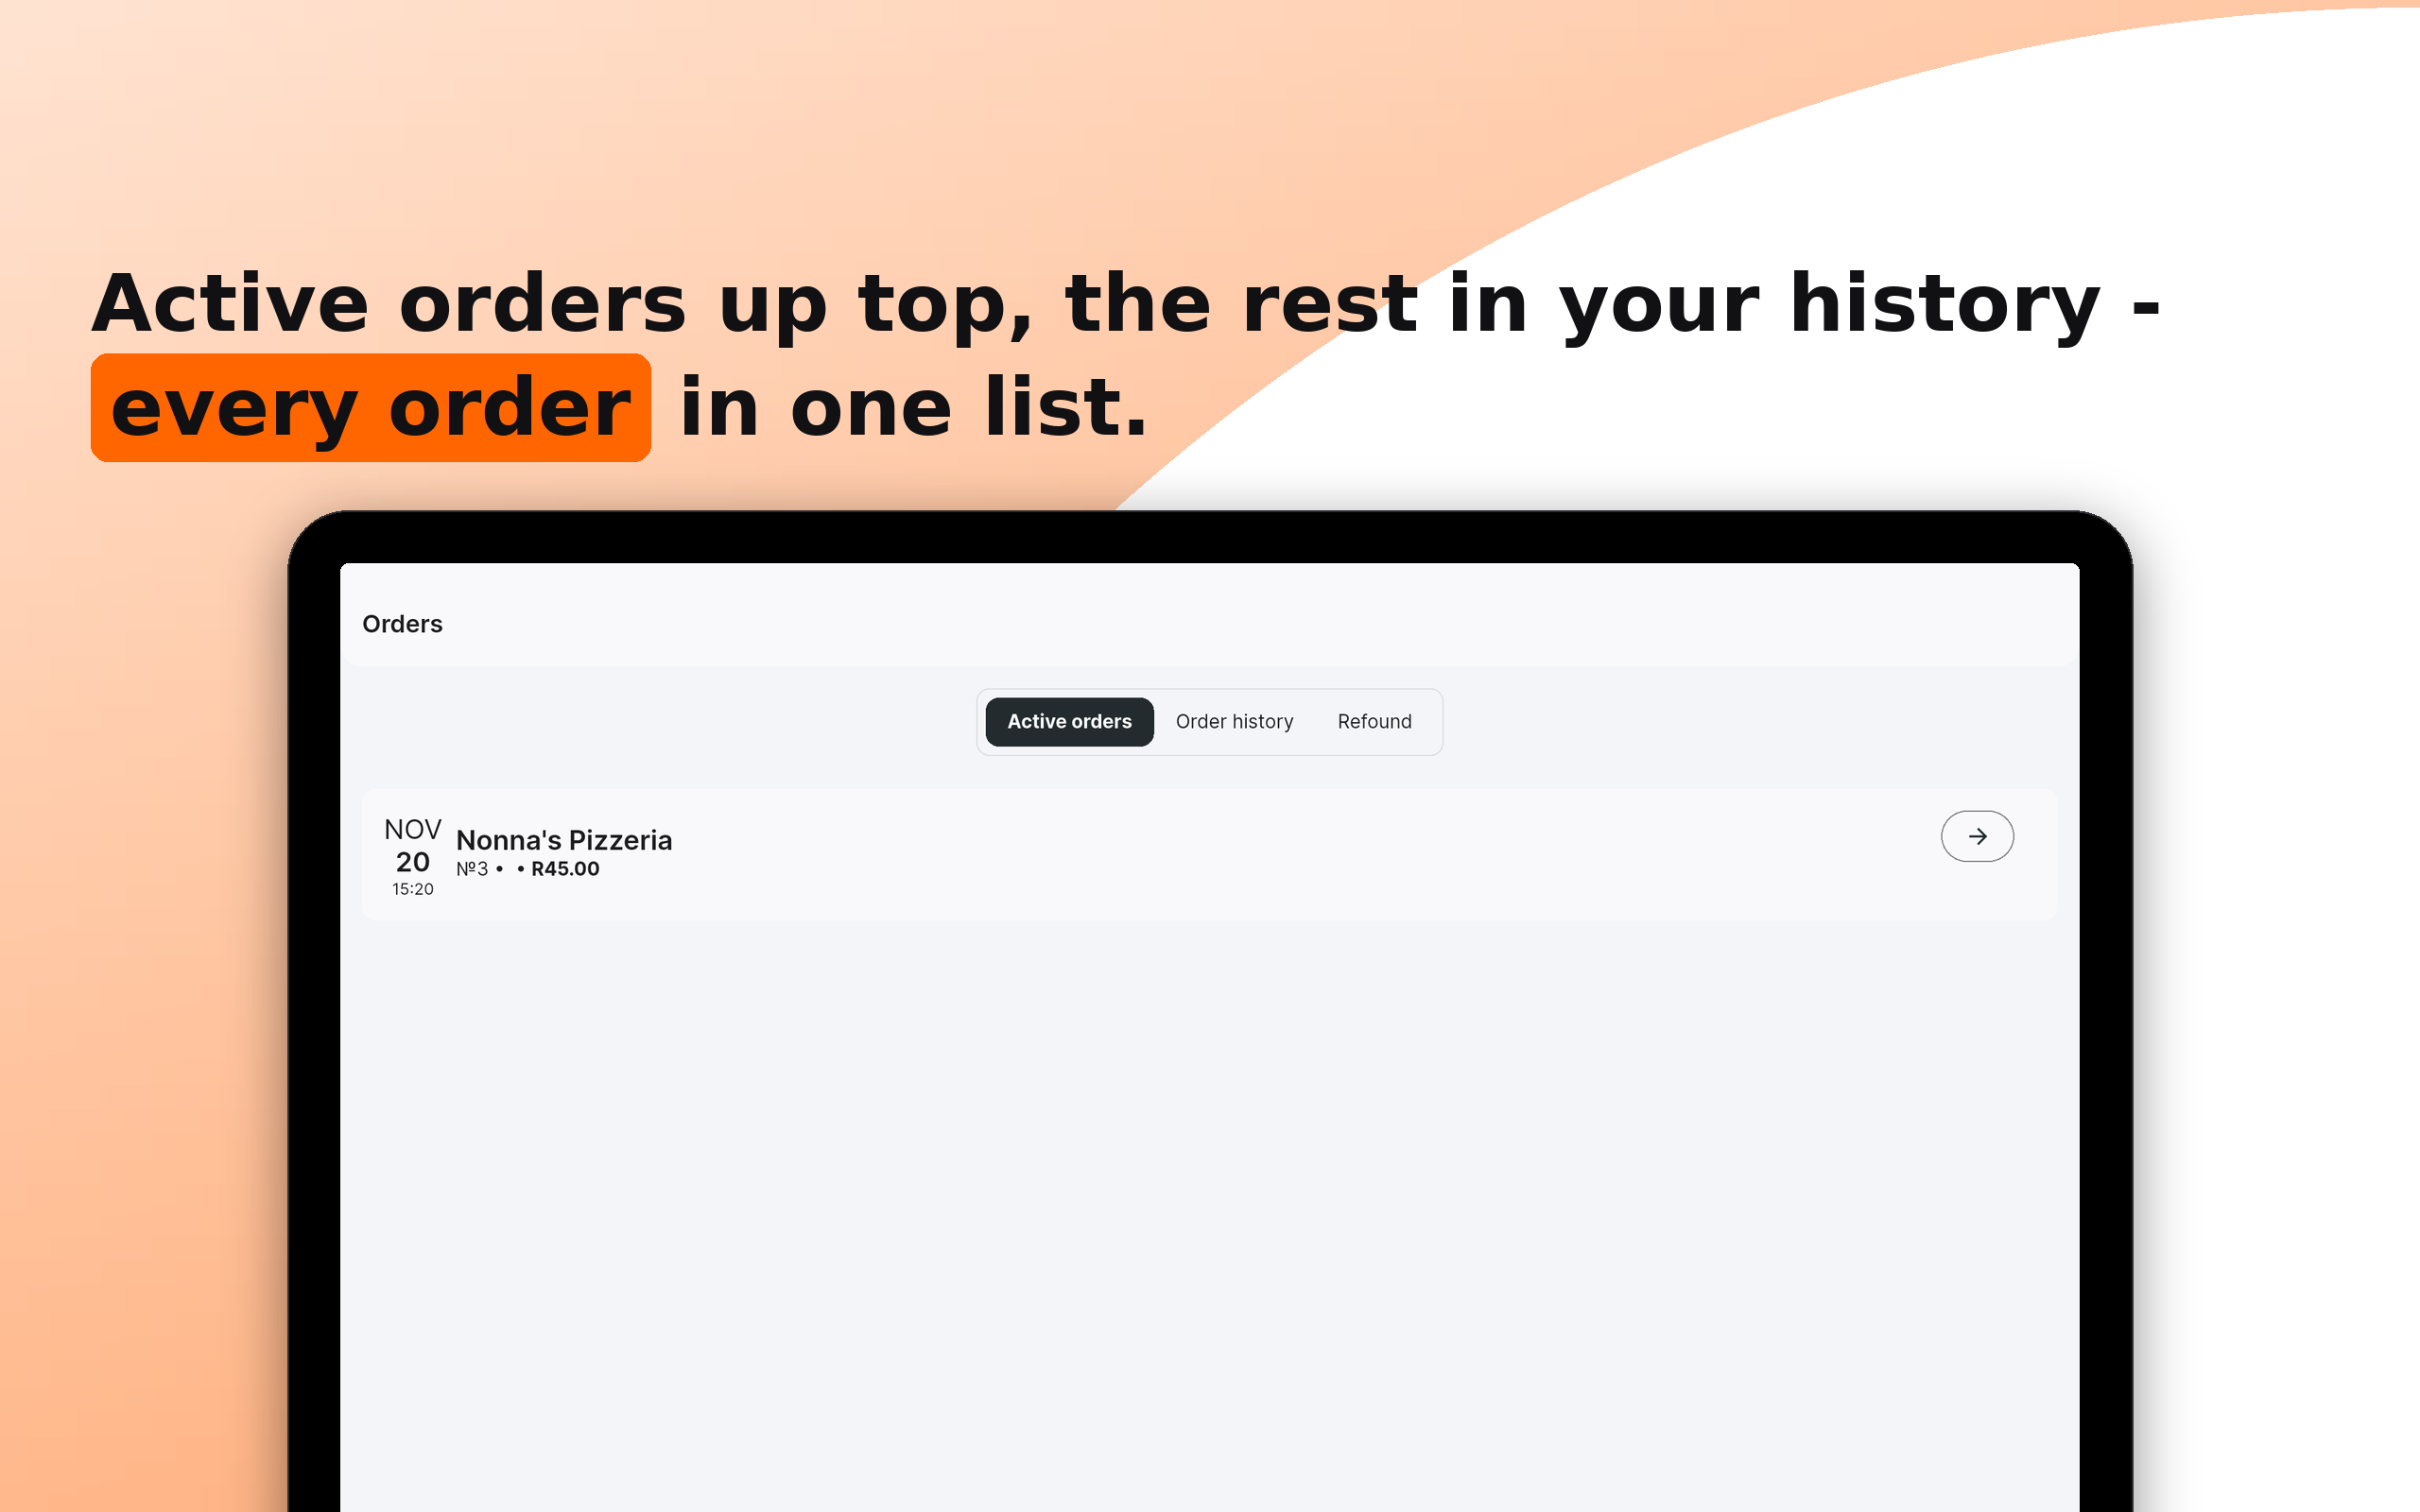 Active orders up top, the rest in your history -
every order in one list.
Orders
Active orders Order history Refound
NOV
20
15:20
Nonna's Pizzeria
№3 • • R45.00